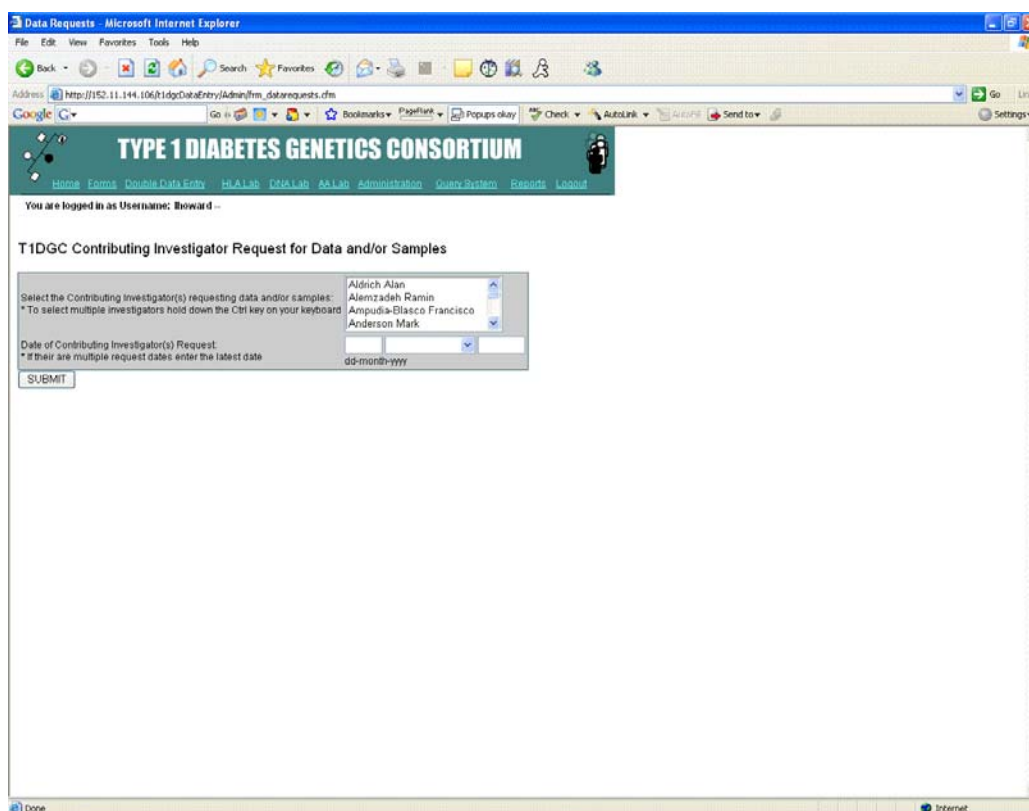 Data Requests - Microsoft Internet Explorer
File Edit View Favorites Tools Help
Back Search Favorites
Address http://152.11.144.106/t1dgcDataEntry/Admin/frm_datarequests.cfm Go
Google Go Bookmarks PageRank Popups okay Check AutoLink AutoFill Send to Settings
TYPE 1 DIABETES GENETICS CONSORTIUM
Home Forms Double Data Entry HLA Lab DNA Lab AA Lab Administration Query System Reports Logout
You are logged in as Username: lhoward --
T1DGC Contributing Investigator Request for Data and/or Samples
Select the Contributing Investigator(s) requesting data and/or samples:
* To select multiple investigators hold down the Ctrl key on your keyboard
Aldrich Alan
Alemzadeh Ramin
Ampudia-Blasco Francisco
Anderson Mark
Date of Contributing Investigator(s) Request:
* If their are multiple request dates enter the latest date
dd-month-yyyy
SUBMIT
Done Internet